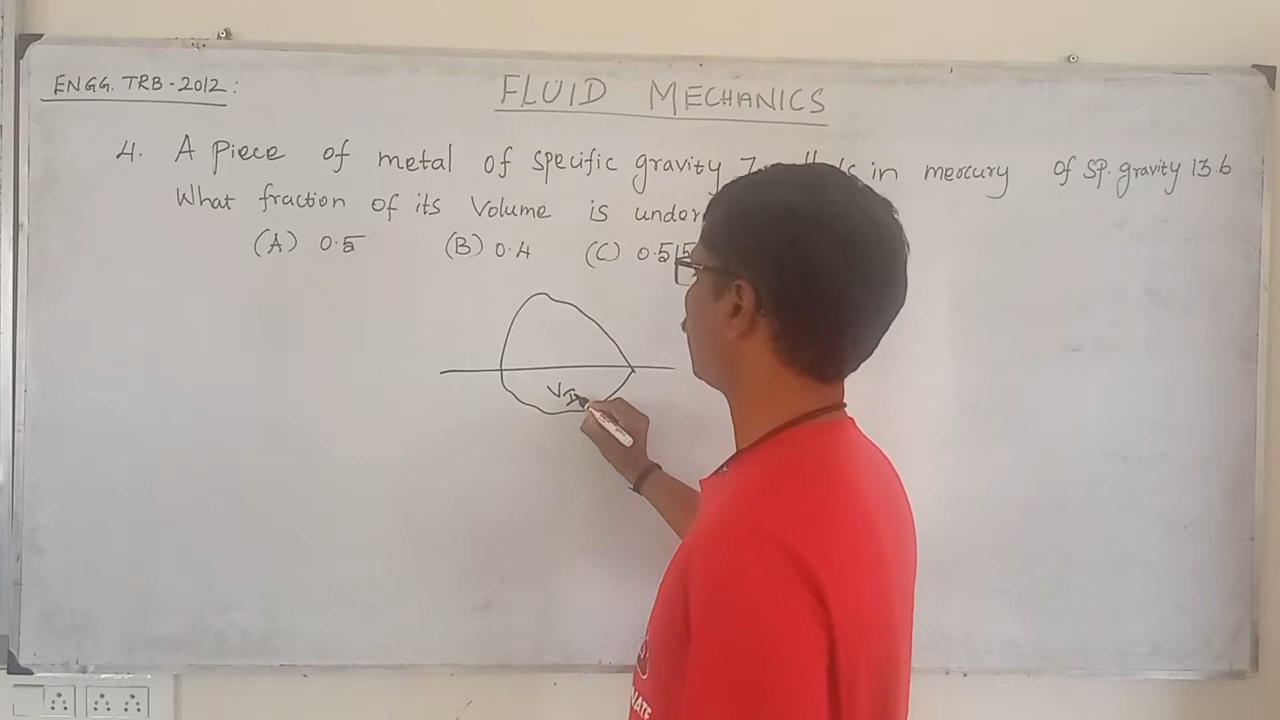 ENGG. TRB-2012:
FLUID MECHANICS
4. A Piece of metal of specific gravity 7 in mercury of SP. gravity 13.6
What fraction of its Volume is under
(A) 0.5 (B) 0.4 (C) 0.515
VI